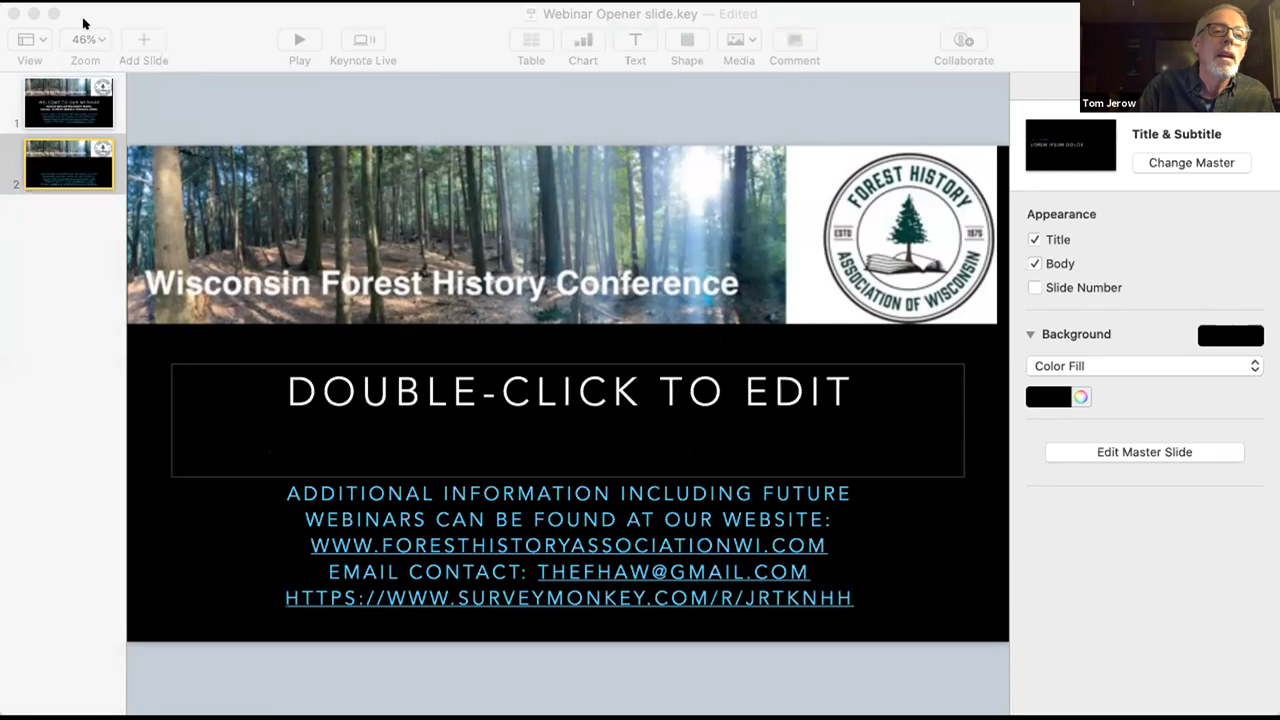 Webinar Opener slide.key — Edited
46%
View
Zoom
Add Slide
Play
Keynote Live
Table
Chart
Text
Shape
Media
Comment
Collaborate
Tom Jerow
1
2
Wisconsin Forest History Conference
FOREST HISTORY
ESTD 1975
ASSOCIATION OF WISCONSIN
DOUBLE-CLICK TO EDIT
ADDITIONAL INFORMATION INCLUDING FUTURE
WEBINARS CAN BE FOUND AT OUR WEBSITE:
WWW.FORESTHISTORYASSOCIATIONWI.COM
EMAIL CONTACT: THEFHAW@GMAIL.COM
HTTPS://WWW.SURVEYMONKEY.COM/R/JRTKNHH
LOREM IPSUM DOLOR
Title & Subtitle
Change Master
Appearance
Title
Body
Slide Number
Background
Color Fill
Edit Master Slide